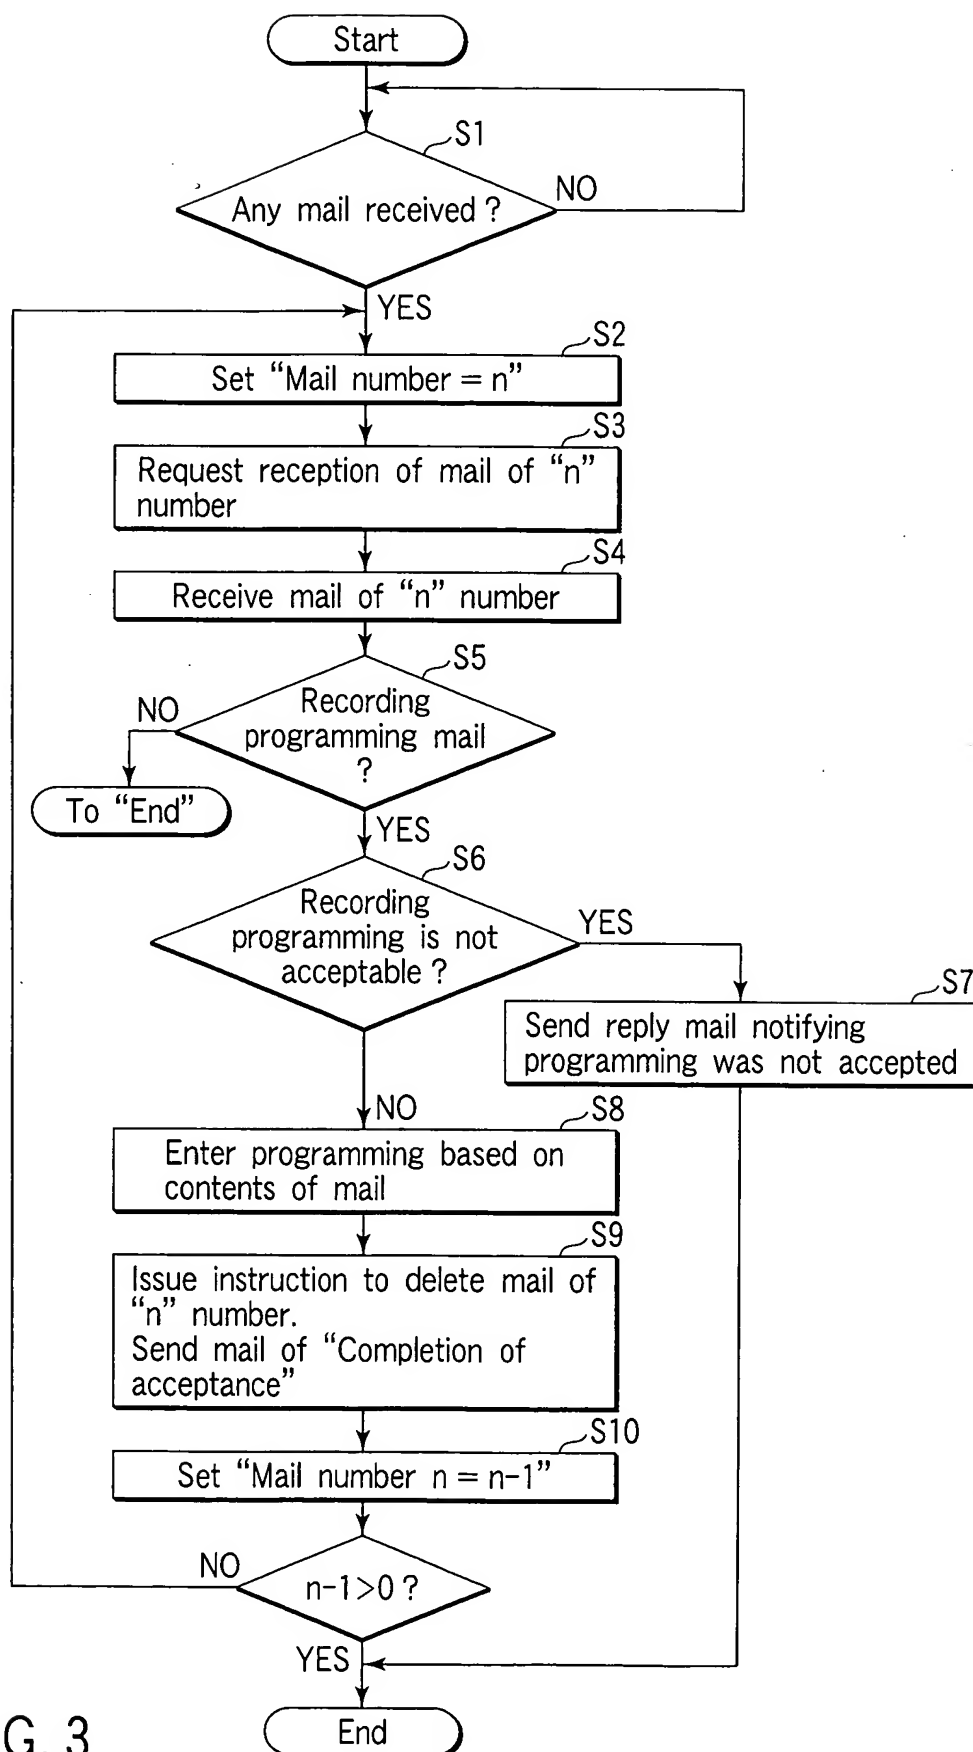 Start
S1
Any mail received ?
NO
YES
S2
Set “Mail number = n”
S3
Request reception of mail of “n”
number
S4
Receive mail of “n” number
S5
Recording
programming mail
?
NO
To “End”
YES
S6
Recording
programming is not
acceptable ?
YES
S7
Send reply mail notifying
programming was not accepted
NO
S8
Enter programming based on
contents of mail
S9
Issue instruction to delete mail of
“n” number.
Send mail of “Completion of
acceptance”
S10
Set “Mail number n = n-1”
NO
n-1>0 ?
YES
End
G. 3